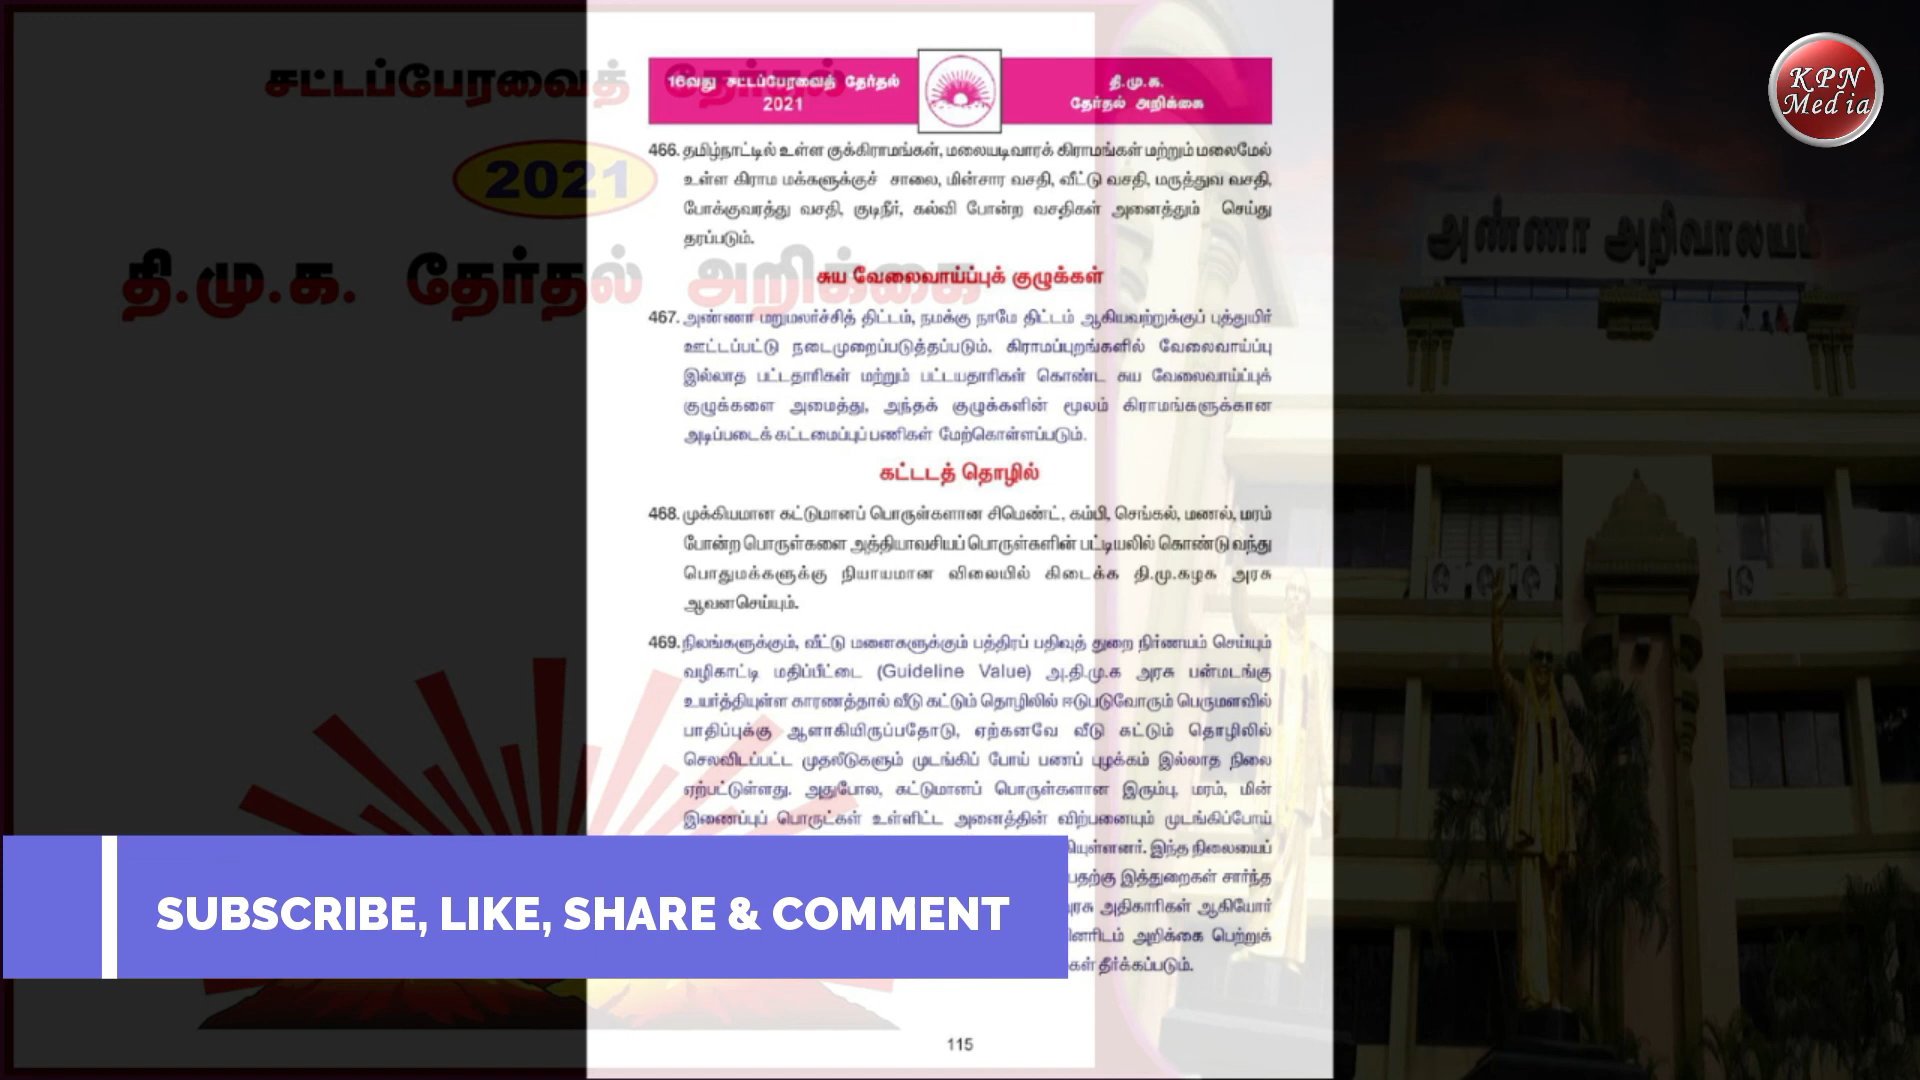 சட்டப்பேரவைத் தேர்தல்
2021
தி.மு.க. தேர்தல் அறிக்கை
16வது சட்டப்பேரவைத் தேர்தல்
2021
தி.மு.க.
தேர்தல் அறிக்கை
466. தமிழ்நாட்டில் உள்ள குக்கிராமங்கள், மலையடிவாரக் கிராமங்கள் மற்றும் மலைமேல்
உள்ள கிராம மக்களுக்குச் சாலை, மின்சார வசதி, வீட்டு வசதி, மருத்துவ வசதி,
போக்குவரத்து வசதி, குடிநீர், கல்வி போன்ற வசதிகள் அனைத்தும் செய்து
தரப்படும்.
சுய வேலைவாய்ப்புக் குழுக்கள்
467. அண்ணா மறுமலர்ச்சித் திட்டம், நமக்கு நாமே திட்டம் ஆகியவற்றுக்குப் புத்துயிர்
ஊட்டப்பட்டு நடைமுறைப்படுத்தப்படும். கிராமப்புறங்களில் வேலைவாய்ப்பு
இல்லாத பட்டதாரிகள் மற்றும் பட்டயதாரிகள் கொண்ட சுய வேலைவாய்ப்புக்
குழுக்களை அமைத்து, அந்தக் குழுக்களின் மூலம் கிராமங்களுக்கான
அடிப்படைக் கட்டமைப்புப் பணிகள் மேற்கொள்ளப்படும்.
கட்டடத் தொழில்
468. முக்கியமான கட்டுமானப் பொருள்களான சிமெண்ட், கம்பி, செங்கல், மணல், மரம்
போன்ற பொருள்களை அத்தியாவசியப் பொருள்களின் பட்டியலில் கொண்டு வந்து
பொதுமக்களுக்கு நியாயமான விலையில் கிடைக்க தி.மு.கழக அரசு
ஆவனசெய்யும்.
469. நிலங்களுக்கும், வீட்டு மனைகளுக்கும் பத்திரப் பதிவுத் துறை நிர்ணயம் செய்யும்
வழிகாட்டி மதிப்பீட்டை (Guideline Value) அ.தி.மு.க அரசு பன்மடங்கு
உயர்த்தியுள்ள காரணத்தால் வீடு கட்டும் தொழிலில் ஈடுபடுவோரும் பெருமளவில்
பாதிப்புக்கு ஆளாகியிருப்பதோடு, ஏற்கனவே வீடு கட்டும் தொழிலில்
செலவிடப்பட்ட முதலீடுகளும் முடங்கிப் போய் பணப் புழக்கம் இல்லாத நிலை
ஏற்பட்டுள்ளது. அதுபோல, கட்டுமானப் பொருள்களான இரும்பு, மரம், மின்
இணைப்புப் பொருட்கள் உள்ளிட்ட அனைத்தின் விற்பனையும் முடங்கிப்போய்
இந்த நிலையைப்
இத்துறைகள் சார்ந்த
அதிகாரிகள் ஆகியோர்
அறிக்கை பெற்றுக்
தீர்க்கப்படும்.
115
SUBSCRIBE, LIKE, SHARE & COMMENT
அண்ணா அறிவாலயம்
KPN
Media